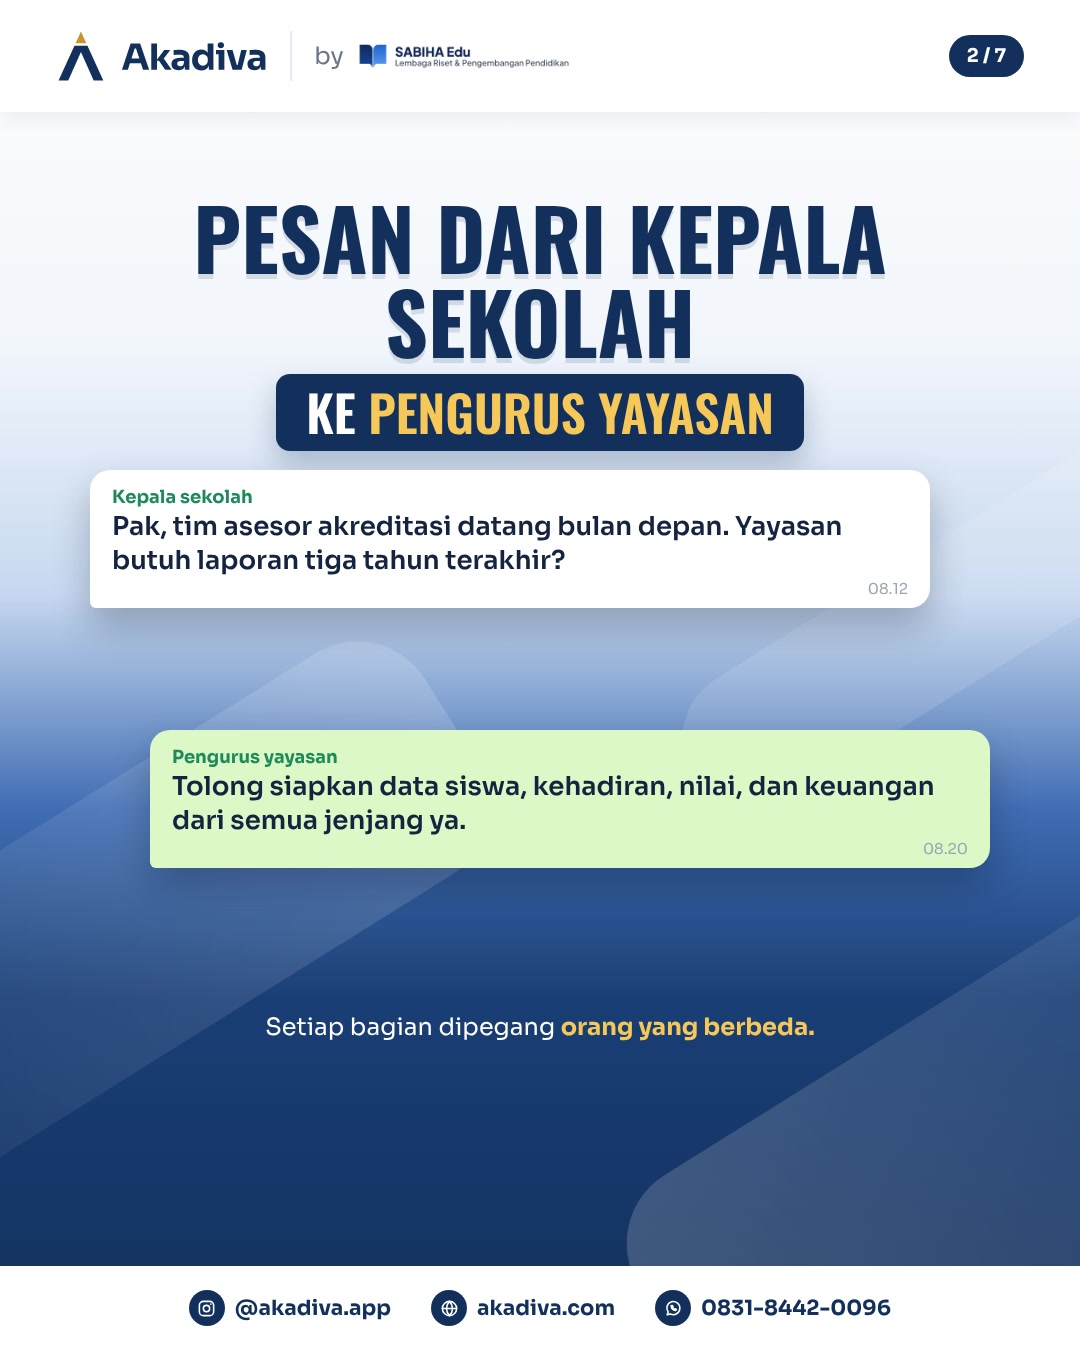 Akadiva
by
SABIHA Edu
Lembaga Riset & Pengembangan Pendidikan
2 / 7
PESAN DARI KEPALA
SEKOLAH
KE PENGURUS YAYASAN
Kepala sekolah
Pak, tim asesor akreditasi datang bulan depan. Yayasan
butuh laporan tiga tahun terakhir?
08.12
Pengurus yayasan
Tolong siapkan data siswa, kehadiran, nilai, dan keuangan
dari semua jenjang ya.
08.20
Setiap bagian dipegang orang yang berbeda.
@akadiva.app
akadiva.com
0831-8442-0096